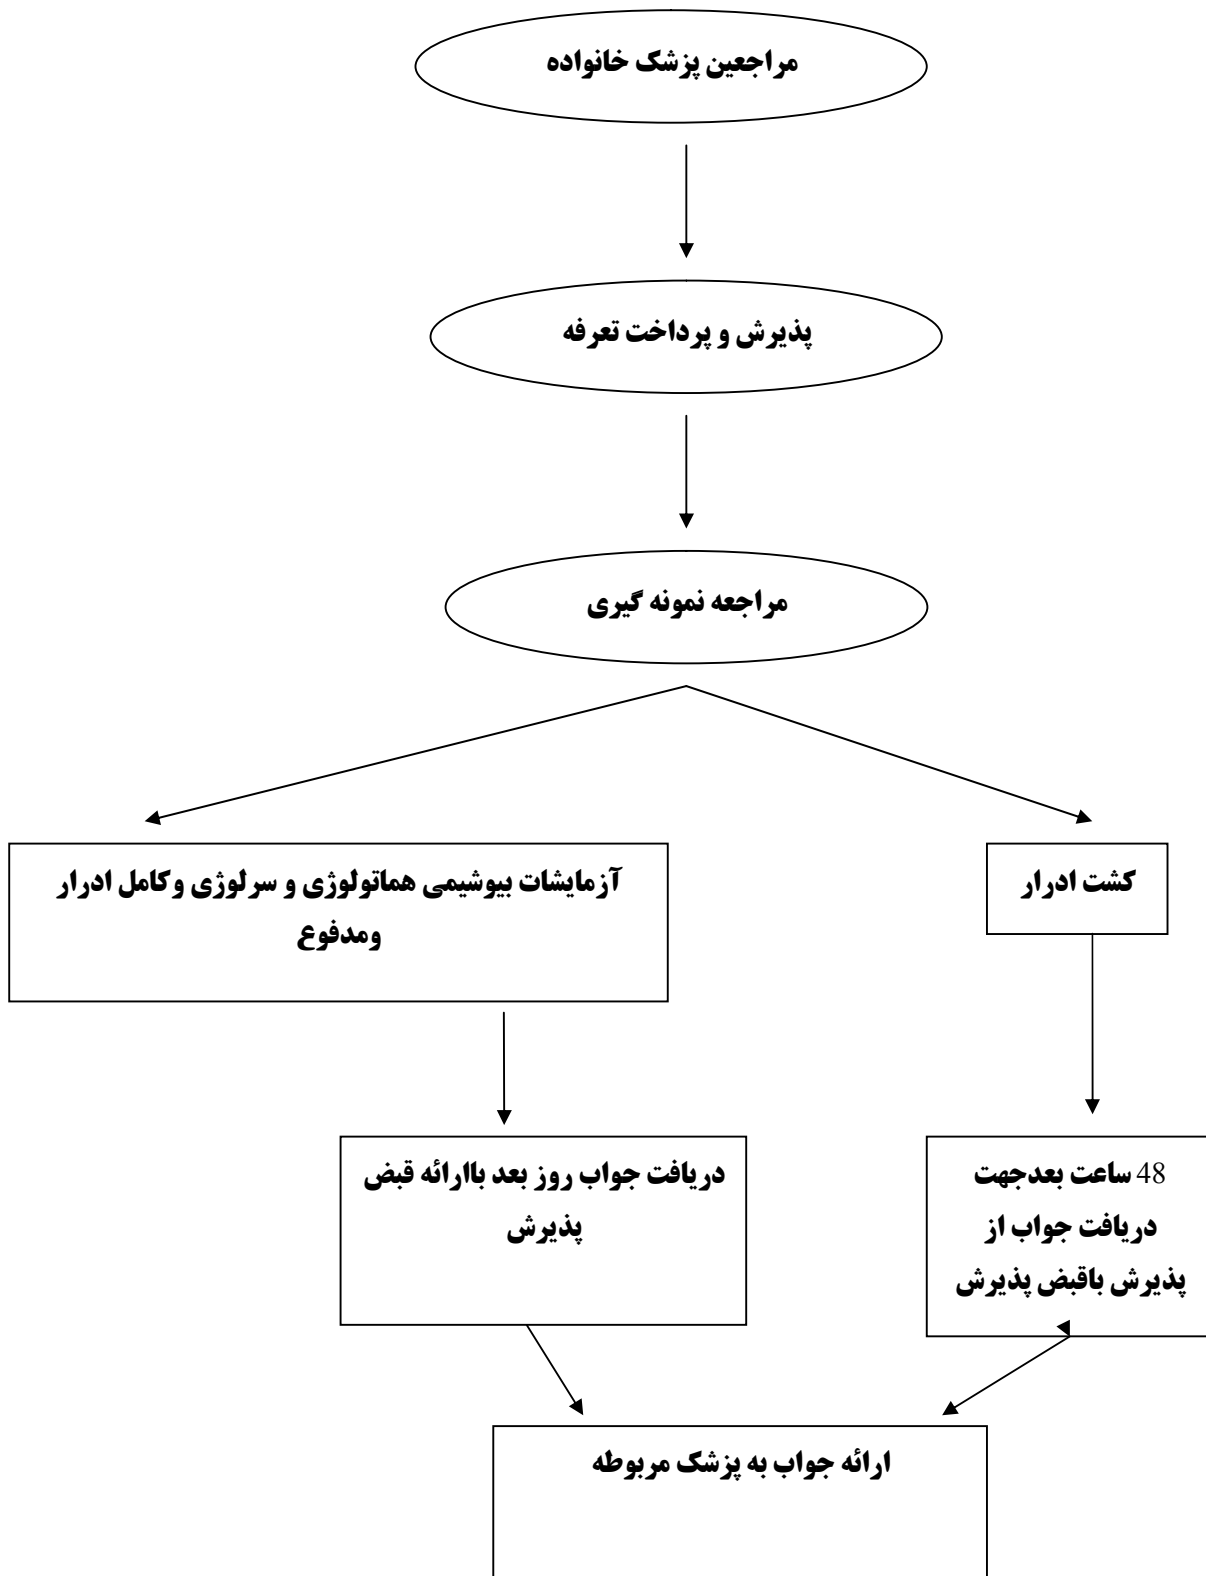 مراجعین پزشک خانواده
پذیرش و پرداخت تعرفه
مراجعه نمونه گیری
کشت ادرار
آزمایشات بیوشیمی هماتولوژی و سرلوژی وکامل ادرار
ومدفوع
48 ساعت بعدجهت
دریافت جواب از
پذیرش باقبض پذیرش
دریافت جواب روز بعد باارائه قبض
پذیرش
ارائه جواب به پزشک مربوطه